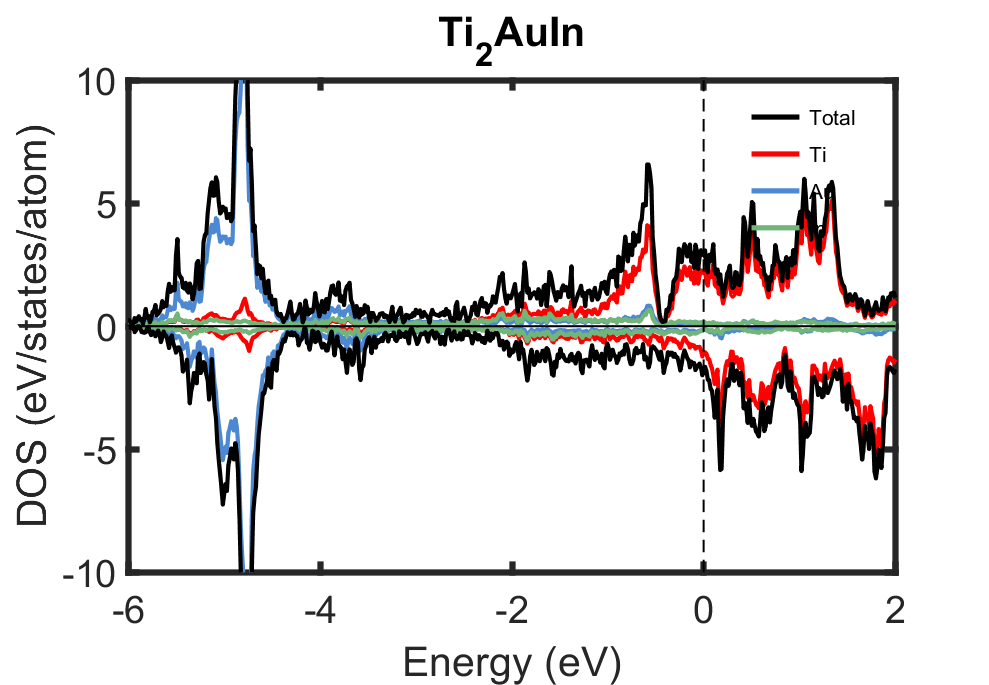 Ti2AuIn
10
5
0
-5
-10
-6 -4 -2 0 2
Energy (eV)
DOS (eV/states/atom)
Total
Ti